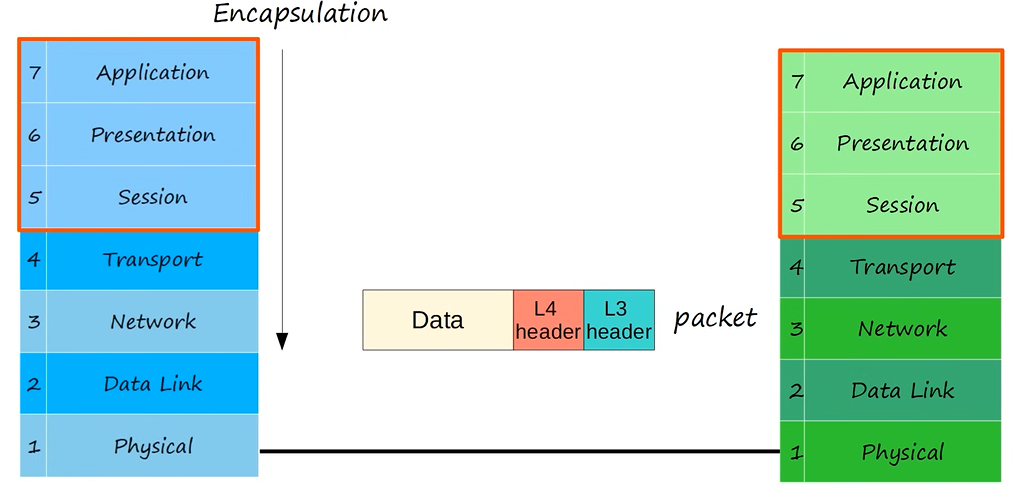 Encapsulation
7 Application
6 Presentation
5 Session
4 Transport
3 Network
2 Data Link
1 Physical
Data
L4
header
L3
header
packet
7 Application
6 Presentation
5 Session
4 Transport
3 Network
2 Data Link
1 Physical